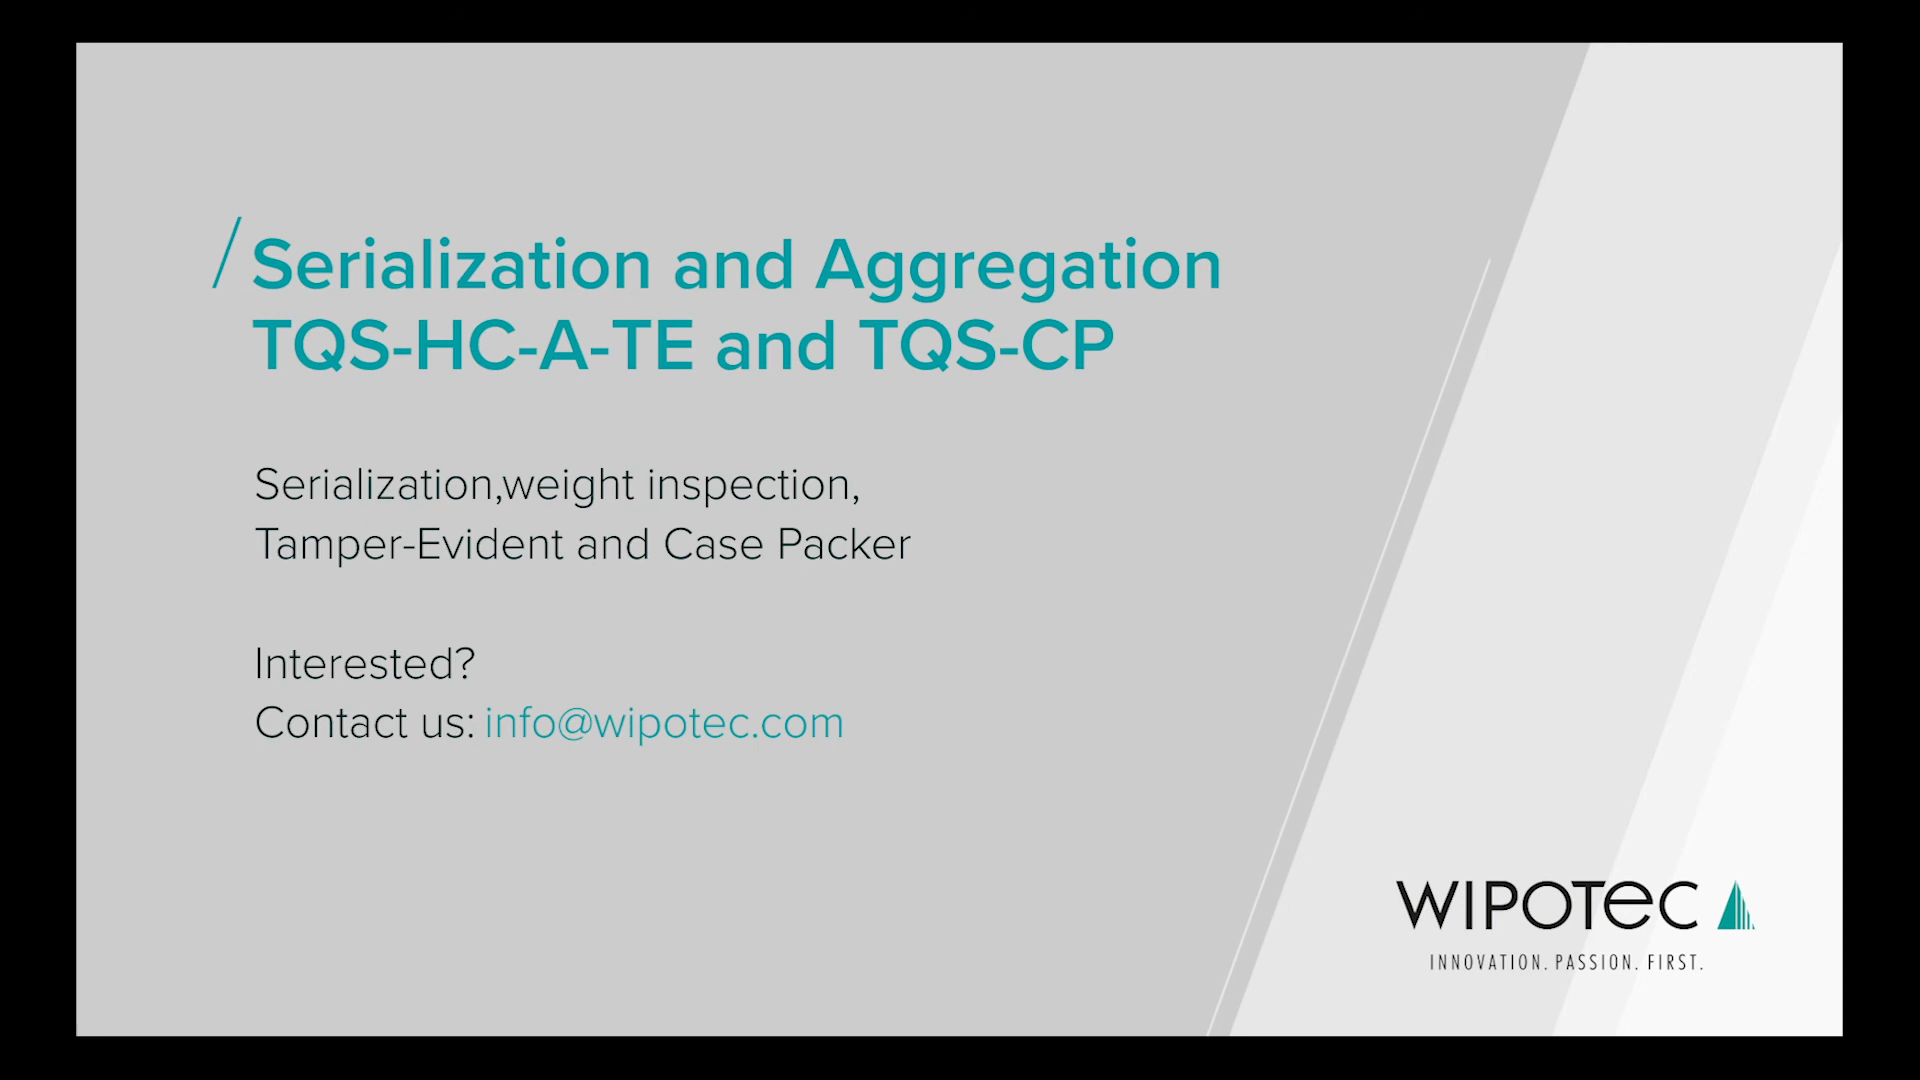 /Serialization and Aggregation
TQS-HC-A-TE and TQS-CP
Serialization,weight inspection,
Tamper-Evident and Case Packer
Interested?
Contact us: info@wipotec.com
WIPOTEC
INNOVATION. PASSION. FIRST.